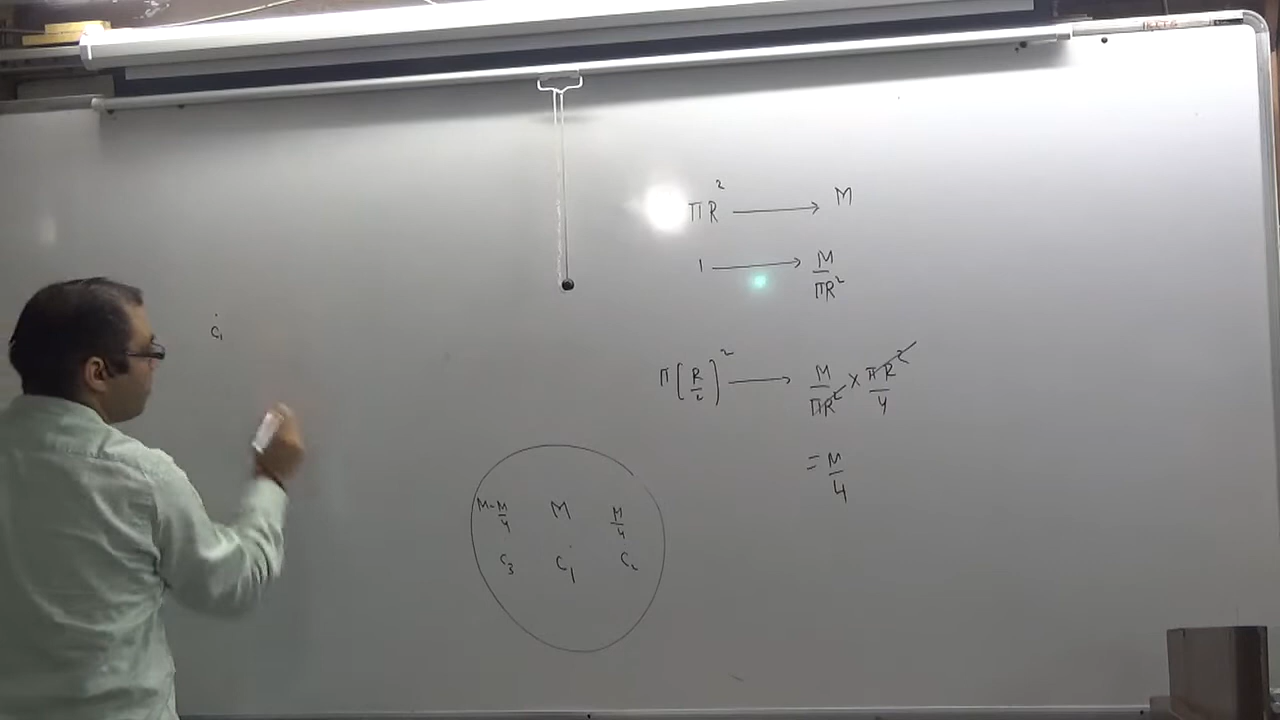 πR² ⟶ M
1 ⟶ M/πR²
C₁
π[R/2]² ⟶ M/πR² × πR²/4
= M/4
M-M/4 M M/4
C₃ C₁ C₂